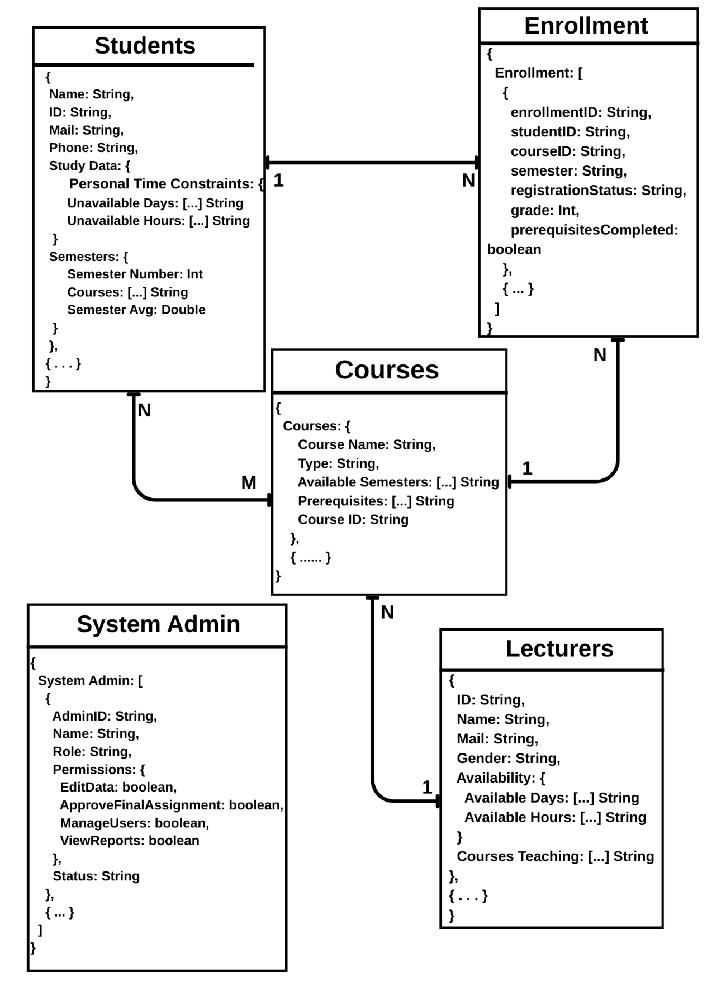 Students
{
Name: String,
ID: String,
Mail: String,
Phone: String,
Study Data: {
Personal Time Constraints: {
Unavailable Days: [...] String
Unavailable Hours: [...] String
}
Semesters: {
Semester Number: Int
Courses: [...] String
Semester Avg: Double
}
},
{ . . . }
}
Enrollment
{
Enrollment: [
{
enrollmentID: String,
studentID: String,
courseID: String,
semester: String,
registrationStatus: String,
grade: Int,
prerequisitesCompleted:
boolean
},
{ ... }
]
}
1
N
N
1
N
M
Courses
{
Courses: {
Course Name: String,
Type: String,
Available Semesters: [...] String
Prerequisites: [...] String
Course ID: String
},
{ ...... }
}
N
1
System Admin
{
System Admin: [
{
AdminID: String,
Name: String,
Role: String,
Permissions: {
EditData: boolean,
ApproveFinalAssignment: boolean,
ManageUsers: boolean,
ViewReports: boolean
},
Status: String
},
{ ... }
]
}
Lecturers
{
ID: String,
Name: String,
Mail: String,
Gender: String,
Availability: {
Available Days: [...] String
Available Hours: [...] String
}
Courses Teaching: [...] String
},
{ . . . }
}